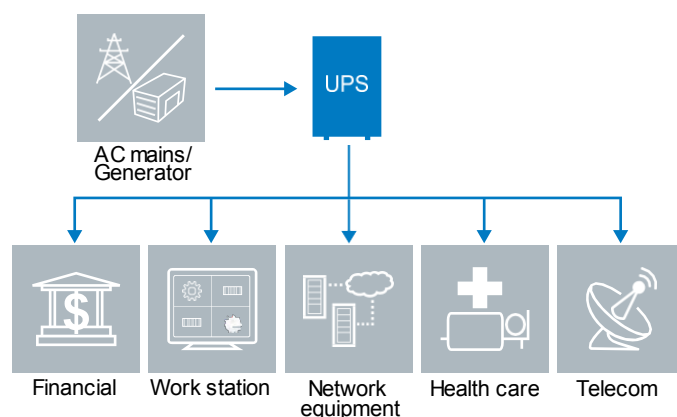 UPS
AC mains/
Generator
$
Financial
Work station
Network
equipment
Health care
Telecom